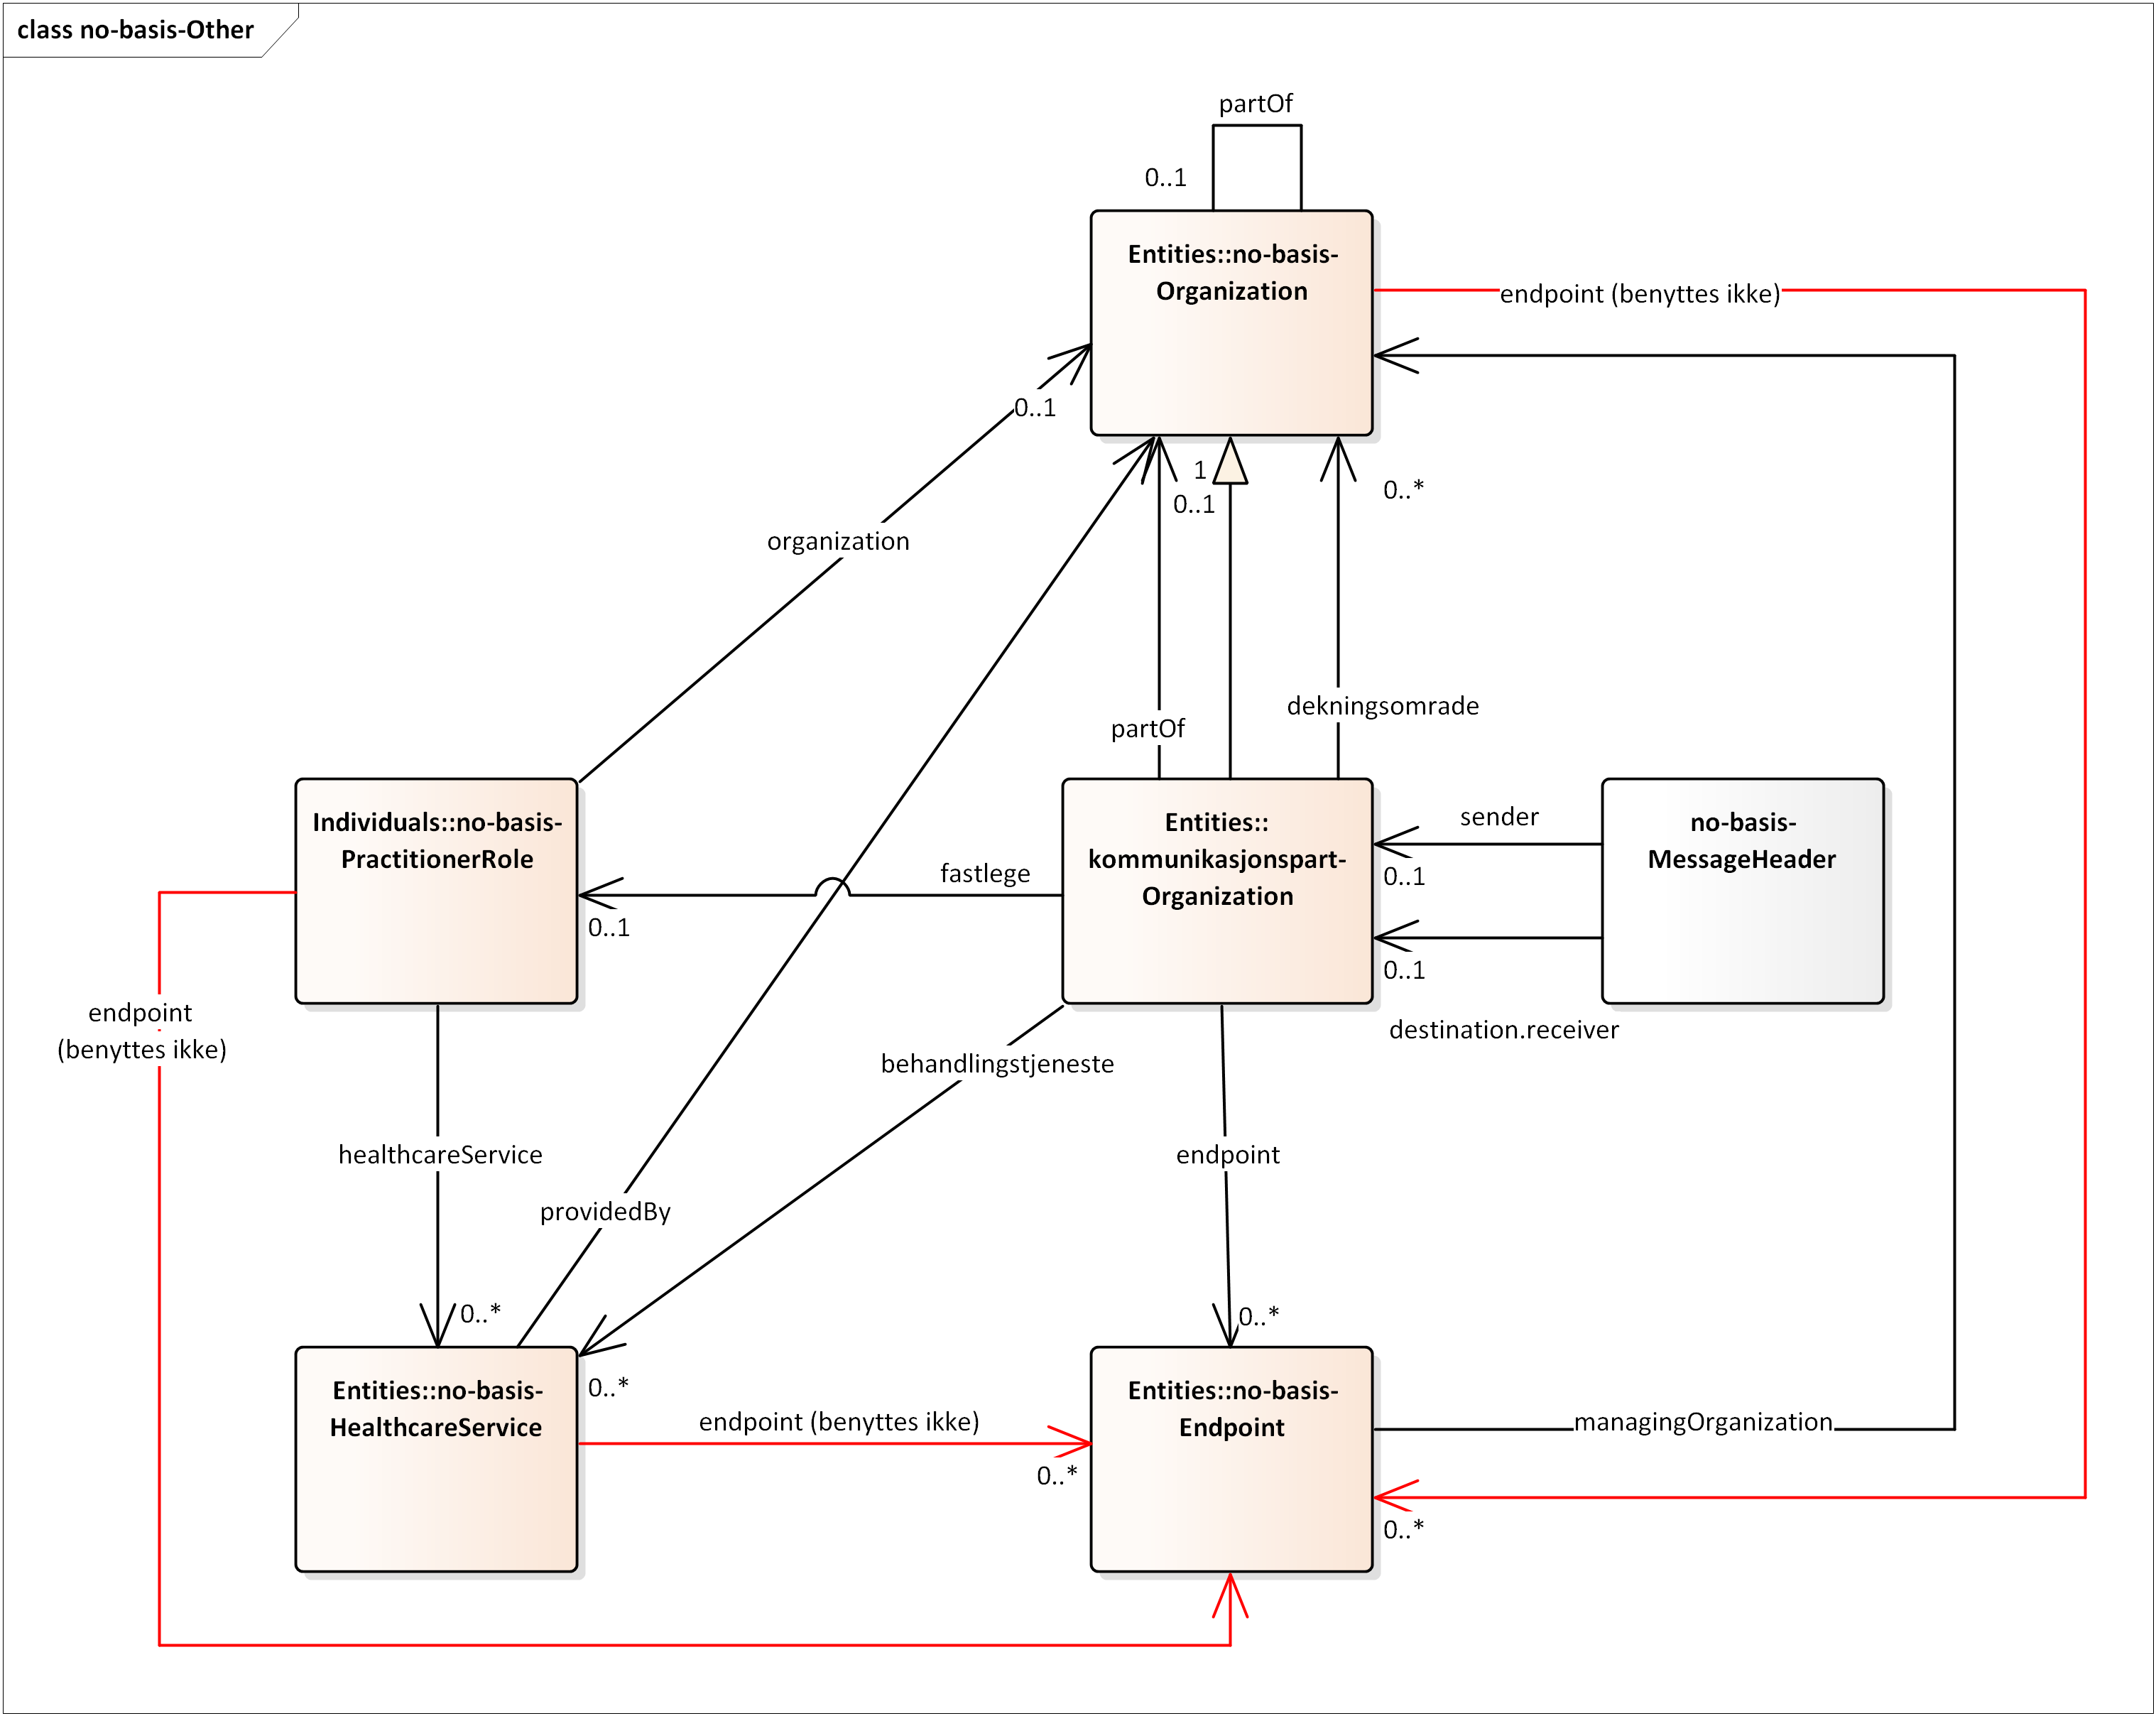 class no-basis-Other
partOf
0..1
Entities::no-basis-
Organization
endpoint (benyttes ikke)
0..1
1
0..1
0..*
organization
dekningsomrade
partOf
Individuals::no-basis-
PractitionerRole
Entities::
kommunikasjonspart-
Organization
no-basis-
MessageHeader
sender
0..1
fastlege
0..1
0..1
endpoint
(benyttes ikke)
destination.receiver
behandlingstjeneste
healthcareService
endpoint
providedBy
0..*
0..*
Entities::no-basis-
HealthcareService
0..*
endpoint (benyttes ikke)
0..*
Entities::no-basis-
Endpoint
managingOrganization
0..*